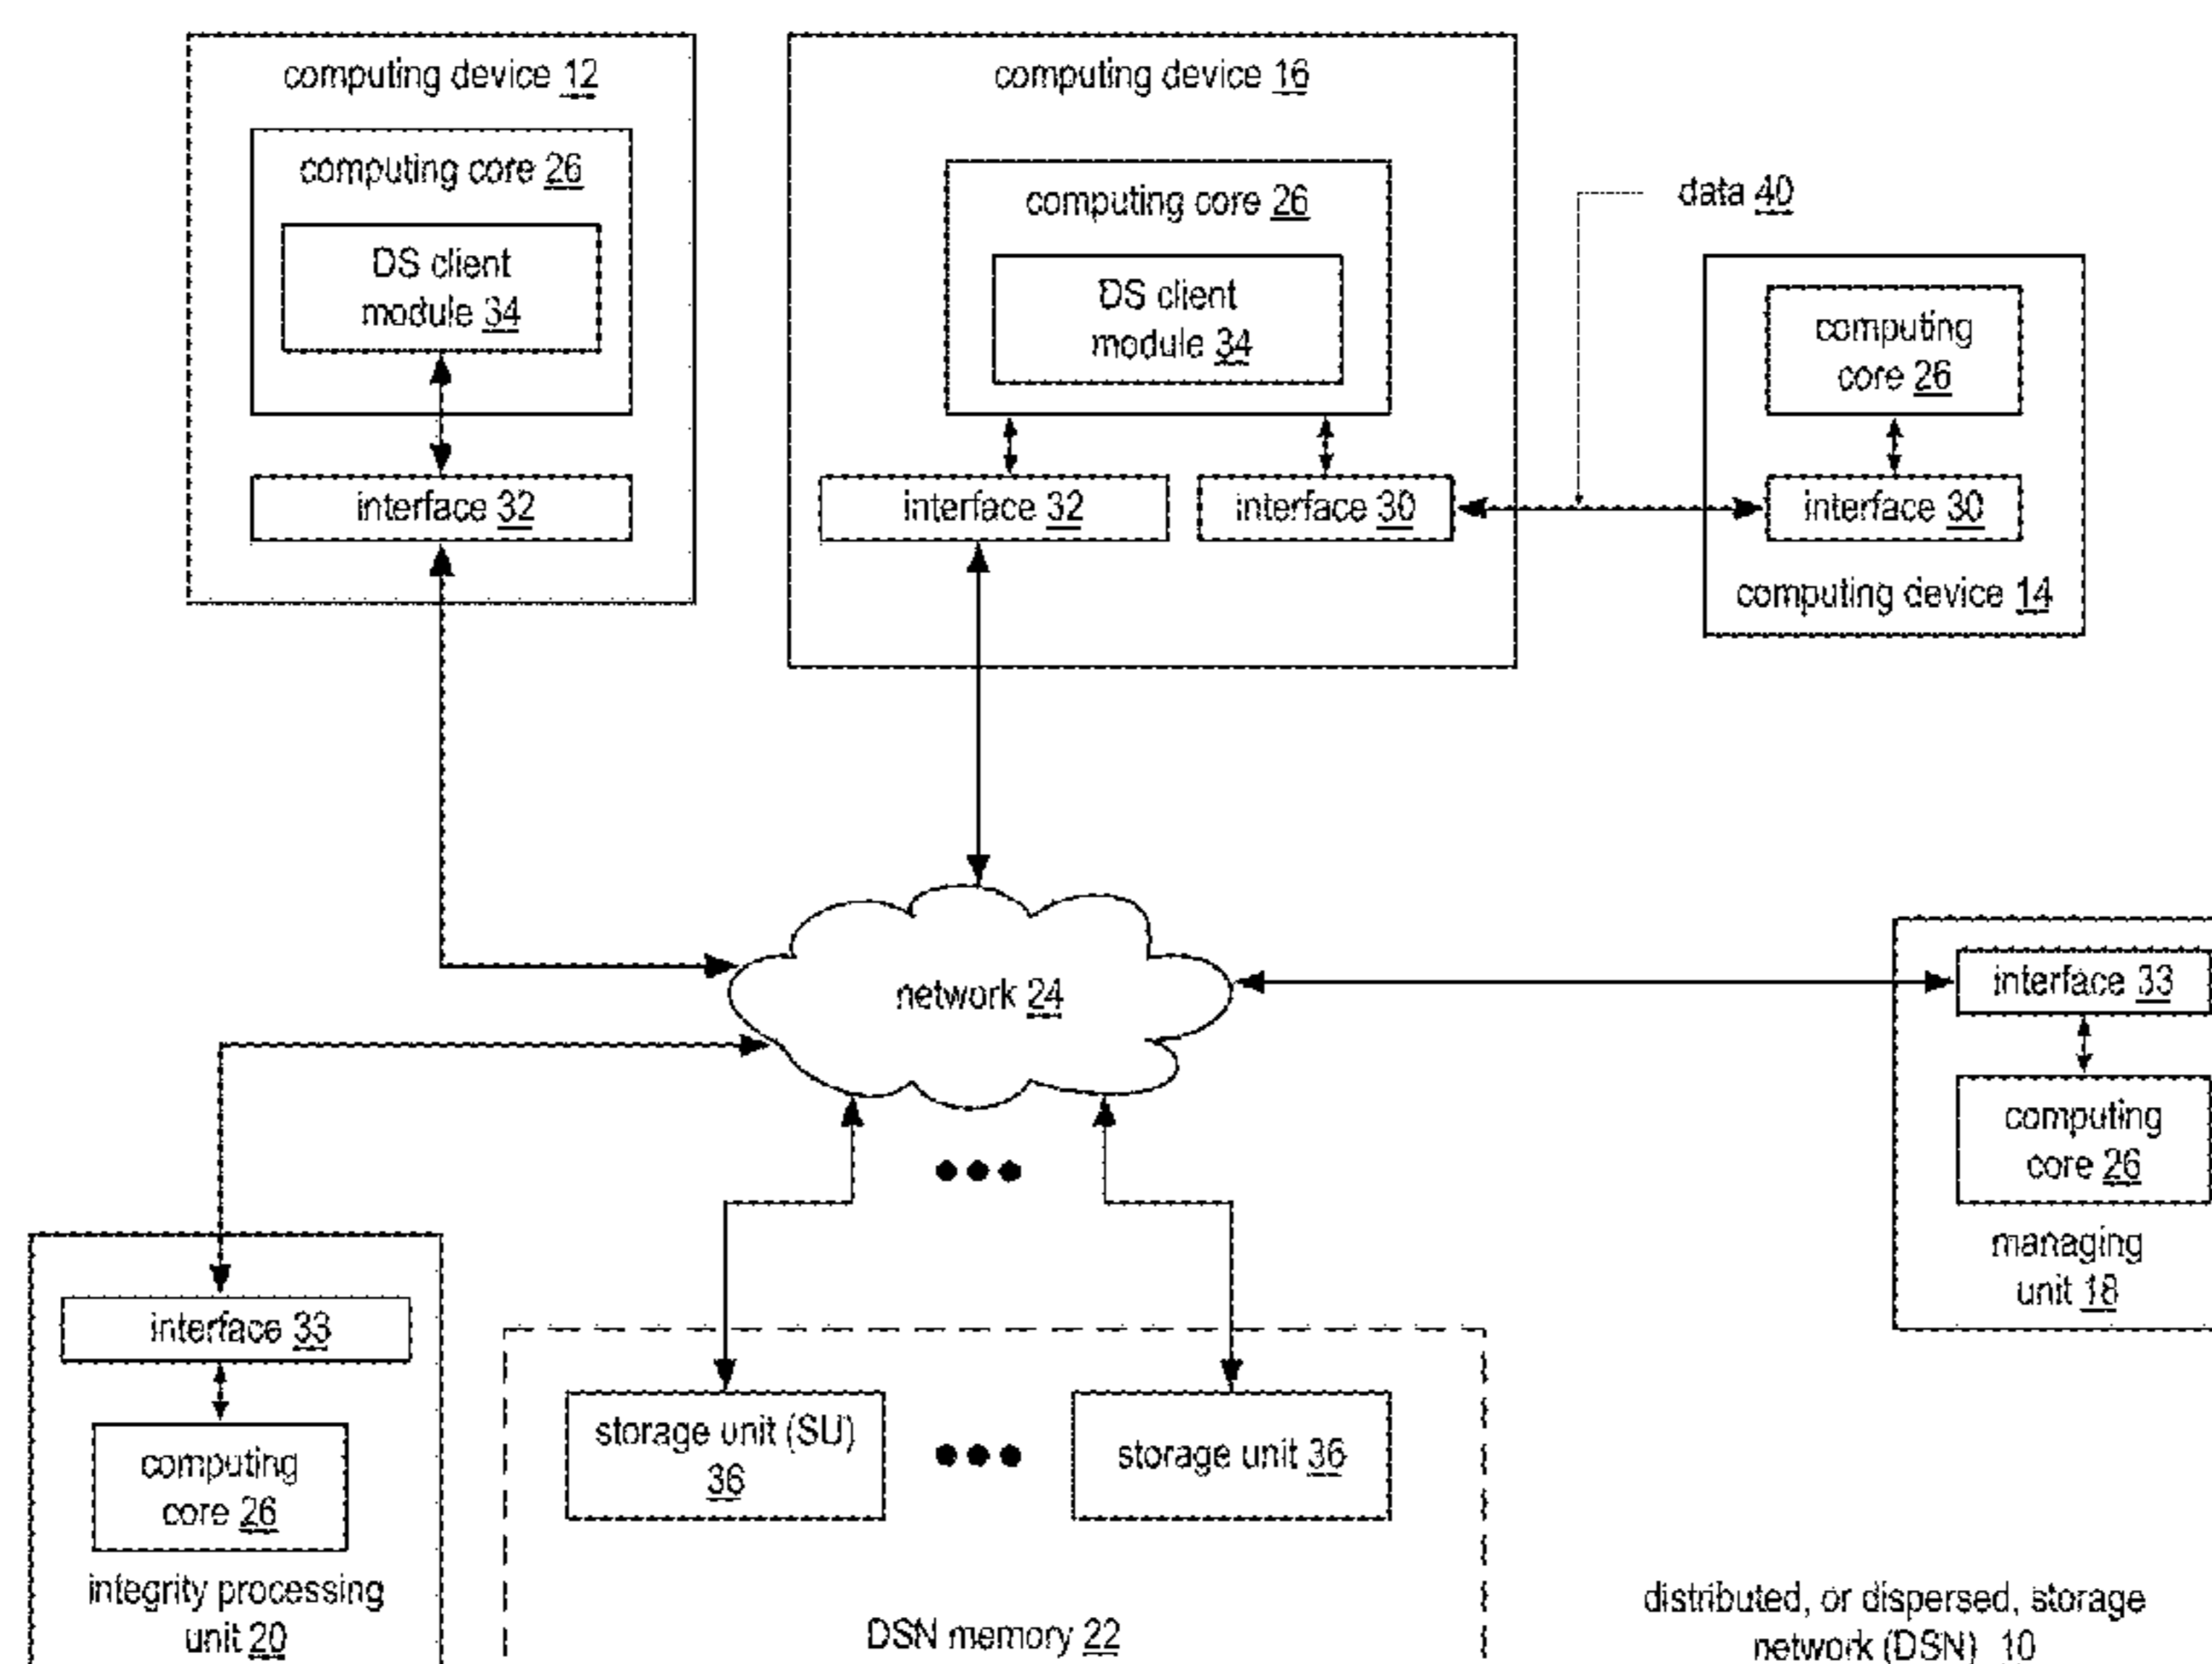 computing device 12
computing core 26
DS client
module 34
interface 32
computing device 16
computing core 26
DS client
module 34
interface 32
interface 30
data 40
computing
core 26
interface 30
computing device 14
network 24
interface 33
computing
core 26
managing
unit 18
interface 33
computing
core 26
integrity processing
unit 20
storage unit (SU)
36
storage unit 36
DSN memory 22
distributed, or dispersed, storage
network (DSN) 10